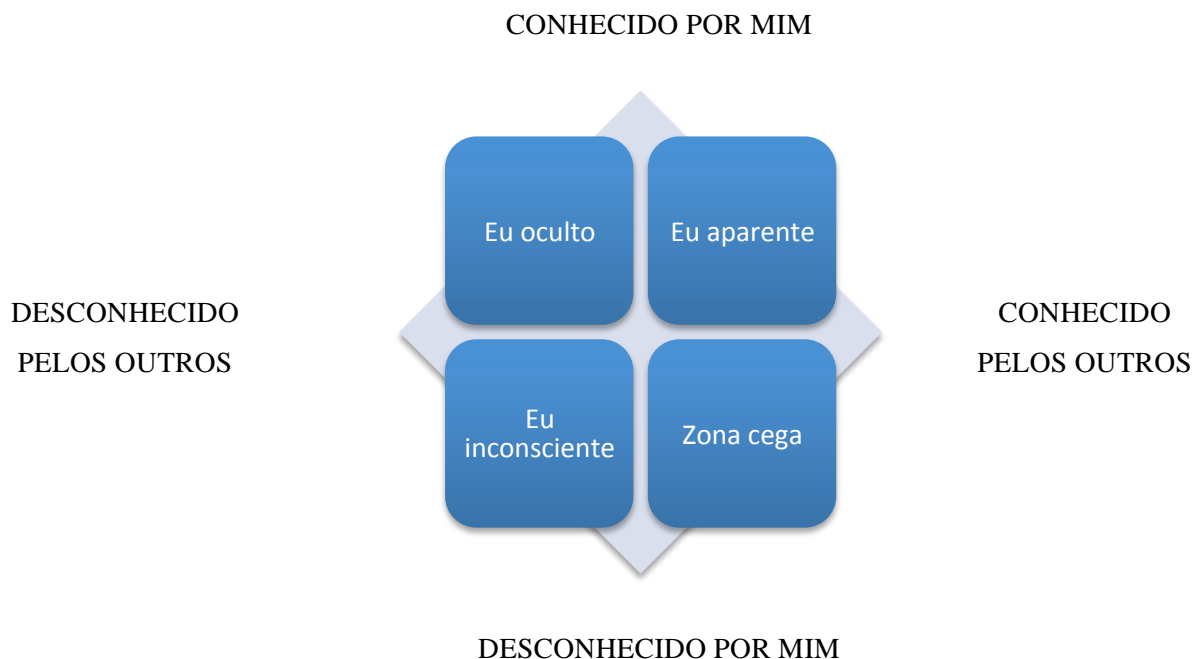 CONHECIDO POR MIM
Eu oculto
Eu aparente
DESCONHECIDO
PELOS OUTROS
CONHECIDO
PELOS OUTROS
Eu
inconsciente
Zona cega
DESCONHECIDO POR MIM